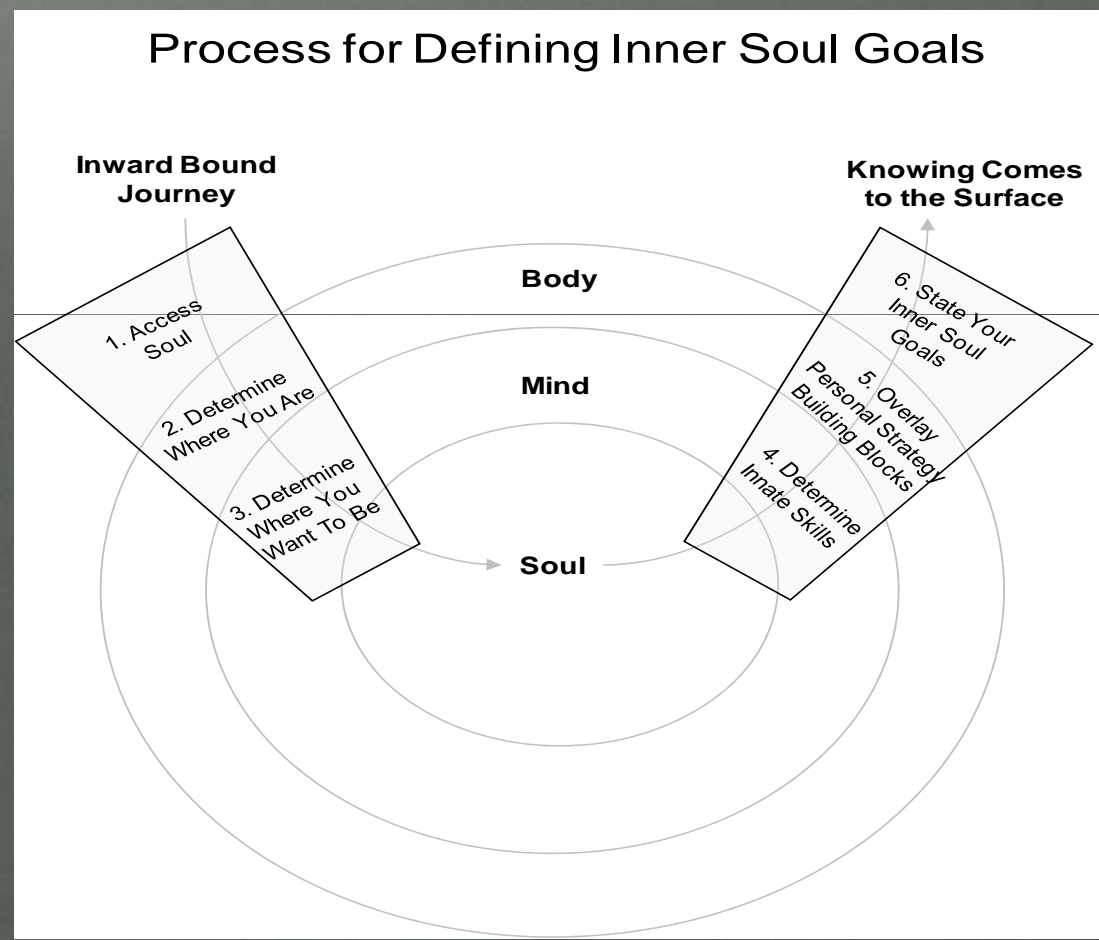 Process for Defining Inner Soul Goals
Inward Bound
Journey
Knowing Comes
to the Surface
Body
Mind
Soul
1. Access
Soul
2. Determine
Where You Are
3. Determine
Where You
Want To Be
4. Determine
Innate Skills
5. Overlay
Personal Strategy
Building Blocks
6. State Your
Inner Soul
Goals